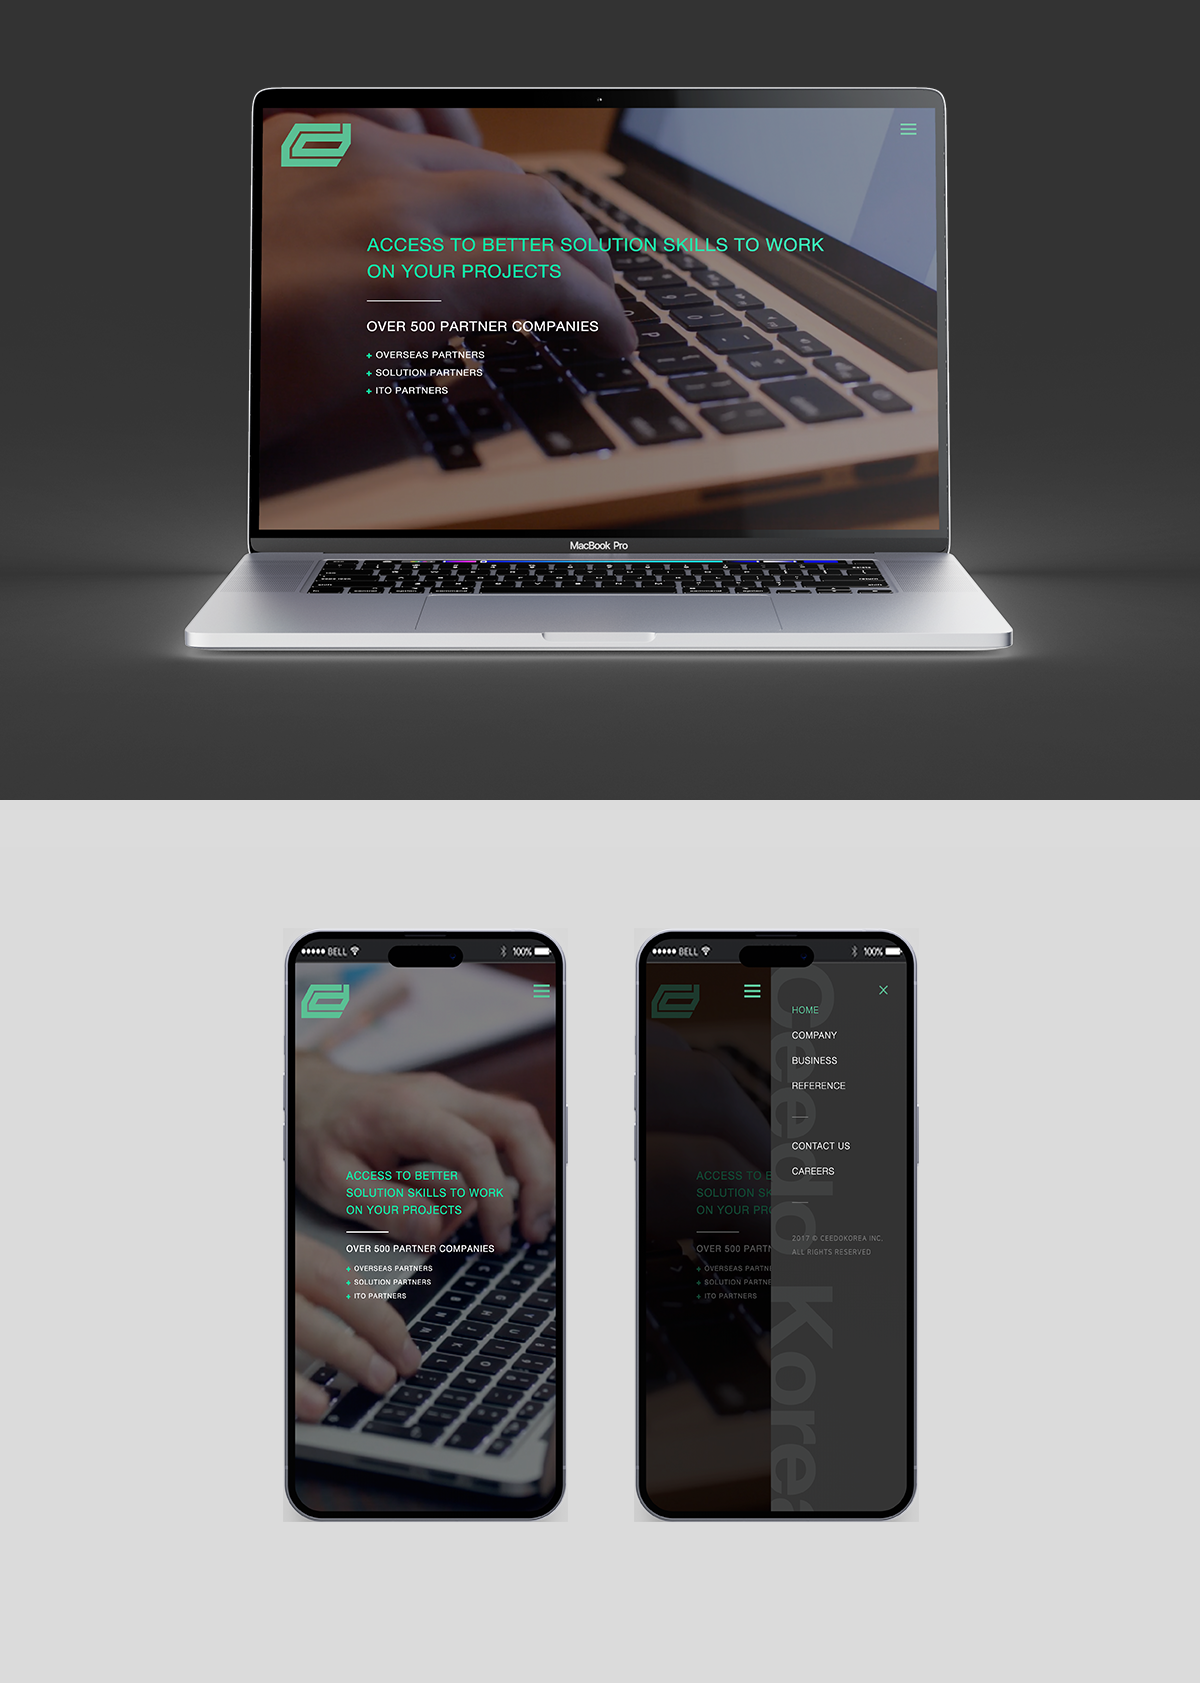 ACCESS TO BETTER SOLUTION SKILLS TO WORK
ON YOUR PROJECTS
OVER 500 PARTNER COMPANIES
+ OVERSEAS PARTNERS
+ SOLUTION PARTNERS
+ ITO PARTNERS
MacBook Pro
BELL 100%
ACCESS TO BETTER
SOLUTION SKILLS TO WORK
ON YOUR PROJECTS
OVER 500 PARTNER COMPANIES
+ OVERSEAS PARTNERS
+ SOLUTION PARTNERS
+ ITO PARTNERS
BELL 100%
ACCESS TO B
SOLUTION SK
ON YOUR PRO
OVER 500 PARTN
+ OVERSEAS PARTN
+ SOLUTION PARTNE
+ ITO PARTNERS
Ceedo Korea
HOME
COMPANY
BUSINESS
REFERENCE
CONTACT US
CAREERS
2017 © CEEDOKOREA INC.
ALL RIGHTS RESERVED